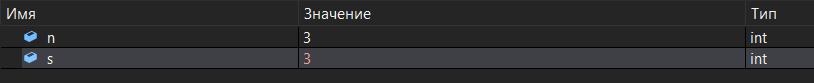 Имя Значение Тип
n 3 int
s 3 int